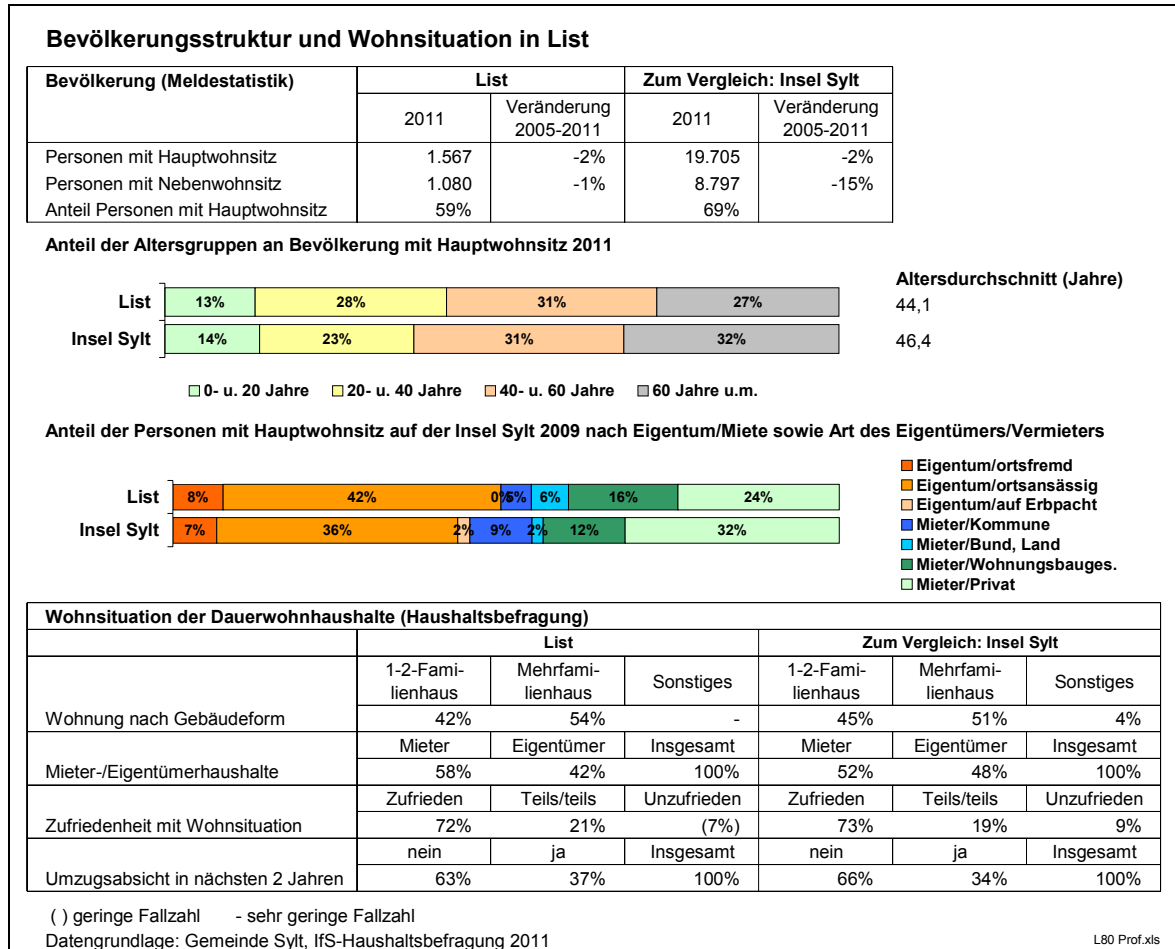 Bevölkerungsstruktur und Wohnsituation in List
Bevölkerung (Meldestatistik) List Zum Vergleich: Insel Sylt
2011 Veränderung 2005-2011 2011 Veränderung 2005-2011
Personen mit Hauptwohnsitz 1.567 -2% 19.705 -2%
Personen mit Nebenwohnsitz 1.080 -1% 8.797 -15%
Anteil Personen mit Hauptwohnsitz 59% 69%
Anteil der Altersgruppen an Bevölkerung mit Hauptwohnsitz 2011
Altersdurchschnitt (Jahre)
List 13% 28% 31% 27% 44,1
Insel Sylt 14% 23% 31% 32% 46,4
0- u. 20 Jahre 20- u. 40 Jahre 40- u. 60 Jahre 60 Jahre u.m.
Anteil der Personen mit Hauptwohnsitz auf der Insel Sylt 2009 nach Eigentum/Miete sowie Art des Eigentümers/Vermieters
List 8% 42% 0% 5% 6% 16% 24%
Insel Sylt 7% 36% 2% 9% 2% 12% 32%
Eigentum/ortsfremd
Eigentum/ortsansässig
Eigentum/auf Erbpacht
Mieter/Kommune
Mieter/Bund, Land
Mieter/Wohnungsbauges.
Mieter/Privat
Wohnsituation der Dauerwohnhaushalte (Haushaltsbefragung)
List Zum Vergleich: Insel Sylt
1-2-Fami-lienhaus Mehrfami-lienhaus Sonstiges 1-2-Fami-lienhaus Mehrfami-lienhaus Sonstiges
Wohnung nach Gebäudeform 42% 54% - 45% 51% 4%
Mieter Eigentümer Insgesamt Mieter Eigentümer Insgesamt
Mieter-/Eigentümerhaushalte 58% 42% 100% 52% 48% 100%
Zufrieden Teils/teils Unzufrieden Zufrieden Teils/teils Unzufrieden
Zufriedenheit mit Wohnsituation 72% 21% (7%) 73% 19% 9%
nein ja Insgesamt nein ja Insgesamt
Umzugsabsicht in nächsten 2 Jahren 63% 37% 100% 66% 34% 100%
( ) geringe Fallzahl - sehr geringe Fallzahl
Datengrundlage: Gemeinde Sylt, IfS-Haushaltsbefragung 2011
L80 Prof.xls